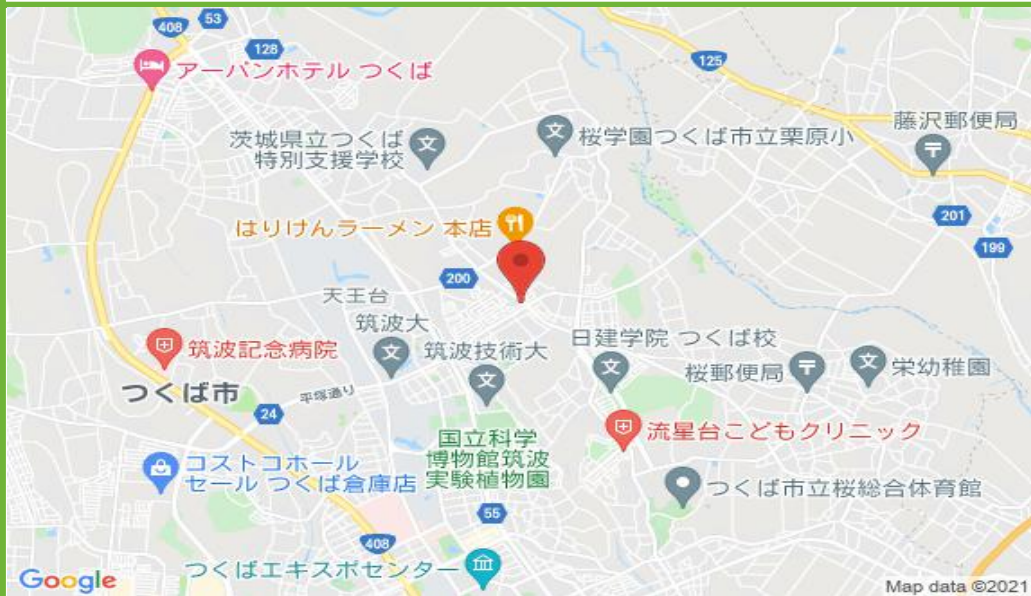 53
408
128
アーバンホテル つくば
125
藤沢郵便局
茨城県立つくば
特別支援学校
桜学園つくば市立栗原小
201
199
はりけんラーメン 本店
200
天王台
筑波大
筑波技術大
日建学院 つくば校
筑波記念病院
桜郵便局
栄幼稚園
つくば市
平塚通り
24
国立科学
博物館筑波
実験植物園
流星台こどもクリニック
コストコホール
セール つくば倉庫店
つくば市立桜総合体育館
55
408
つくばエキスポセンター
Google
Map data ©2021